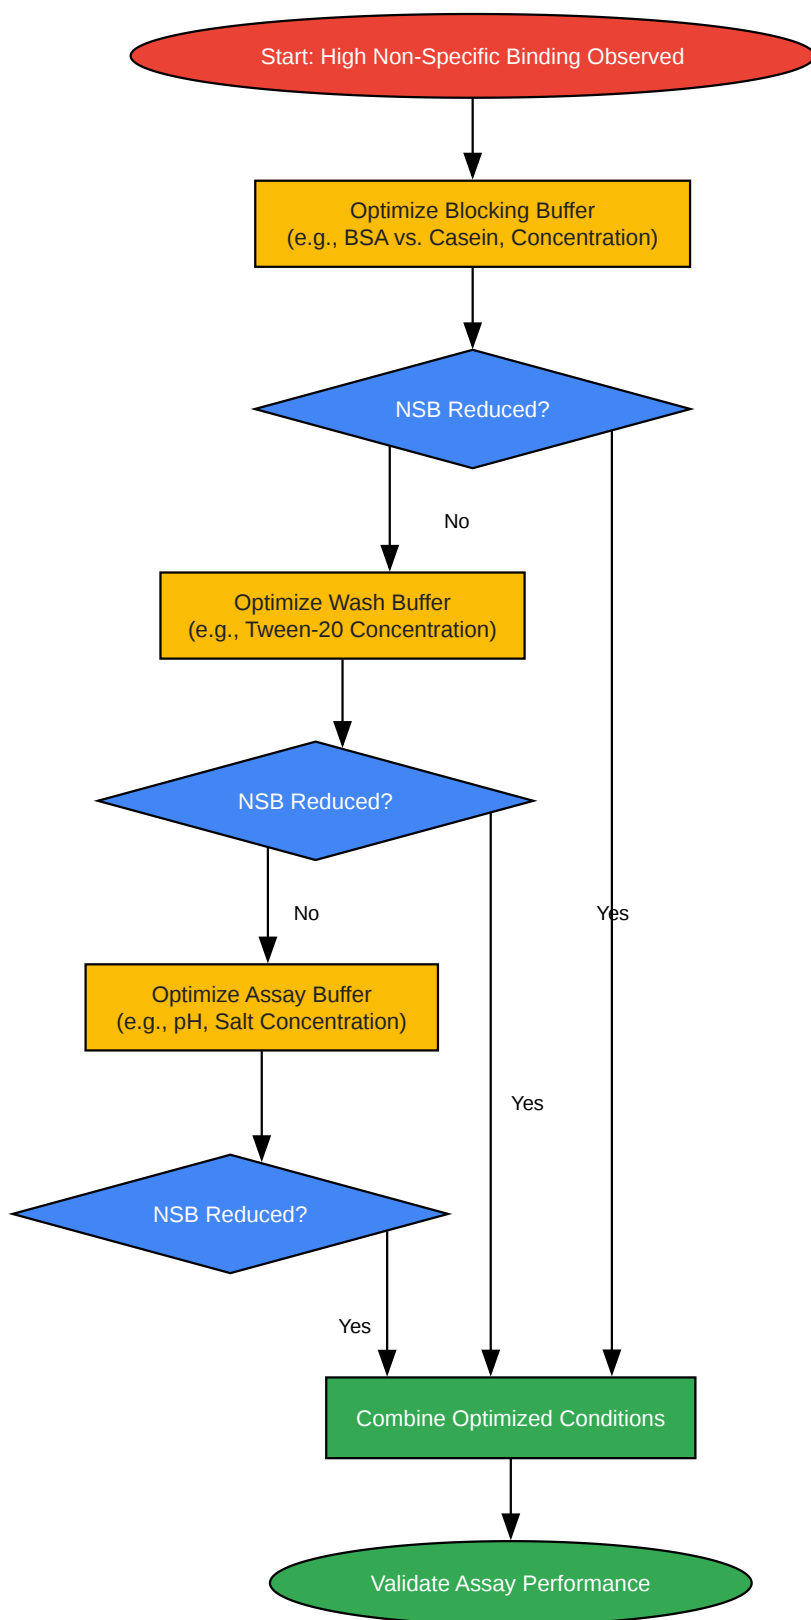 Start: High Non-Specific Binding Observed
Optimize Blocking Buffer
(e.g., BSA vs. Casein, Concentration)
NSB Reduced?
No
Optimize Wash Buffer
(e.g., Tween-20 Concentration)
NSB Reduced?
No
Yes
Optimize Assay Buffer
(e.g., pH, Salt Concentration)
Yes
NSB Reduced?
Yes
Combine Optimized Conditions
Validate Assay Performance